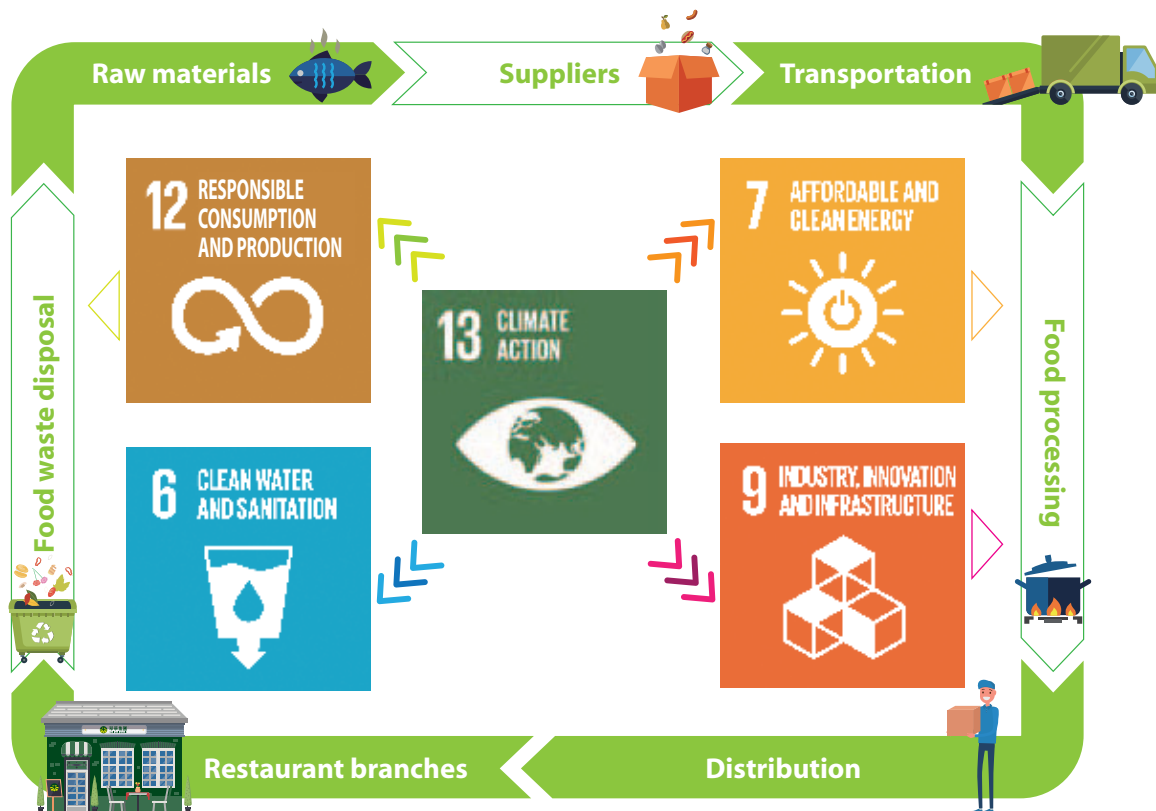 Raw materials
Suppliers
Transportation
12 RESPONSIBLE
CONSUMPTION
AND PRODUCTION
7 AFFORDABLE AND
CLEAN ENERGY
13 CLIMATE
ACTION
Food waste disposal
Food processing
6 CLEAN WATER
AND SANITATION
9 INDUSTRY, INNOVATION
AND INFRASTRUCTURE
Restaurant branches
Distribution